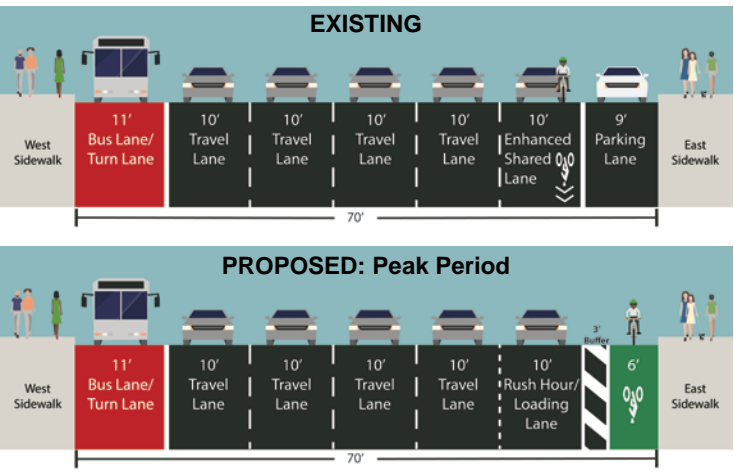 EXISTING
West
Sidewalk
11'
Bus Lane/
Turn Lane
10'
Travel
Lane
10'
Travel
Lane
10'
Travel
Lane
10'
Travel
Lane
10'
Enhanced
Shared
Lane
9'
Parking
Lane
East
Sidewalk
70'
PROPOSED: Peak Period
West
Sidewalk
11'
Bus Lane/
Turn Lane
10'
Travel
Lane
10'
Travel
Lane
10'
Travel
Lane
10'
Travel
Lane
10'
Rush Hour/
Loading
Lane
3'
Buffer
6'
East
Sidewalk
70'